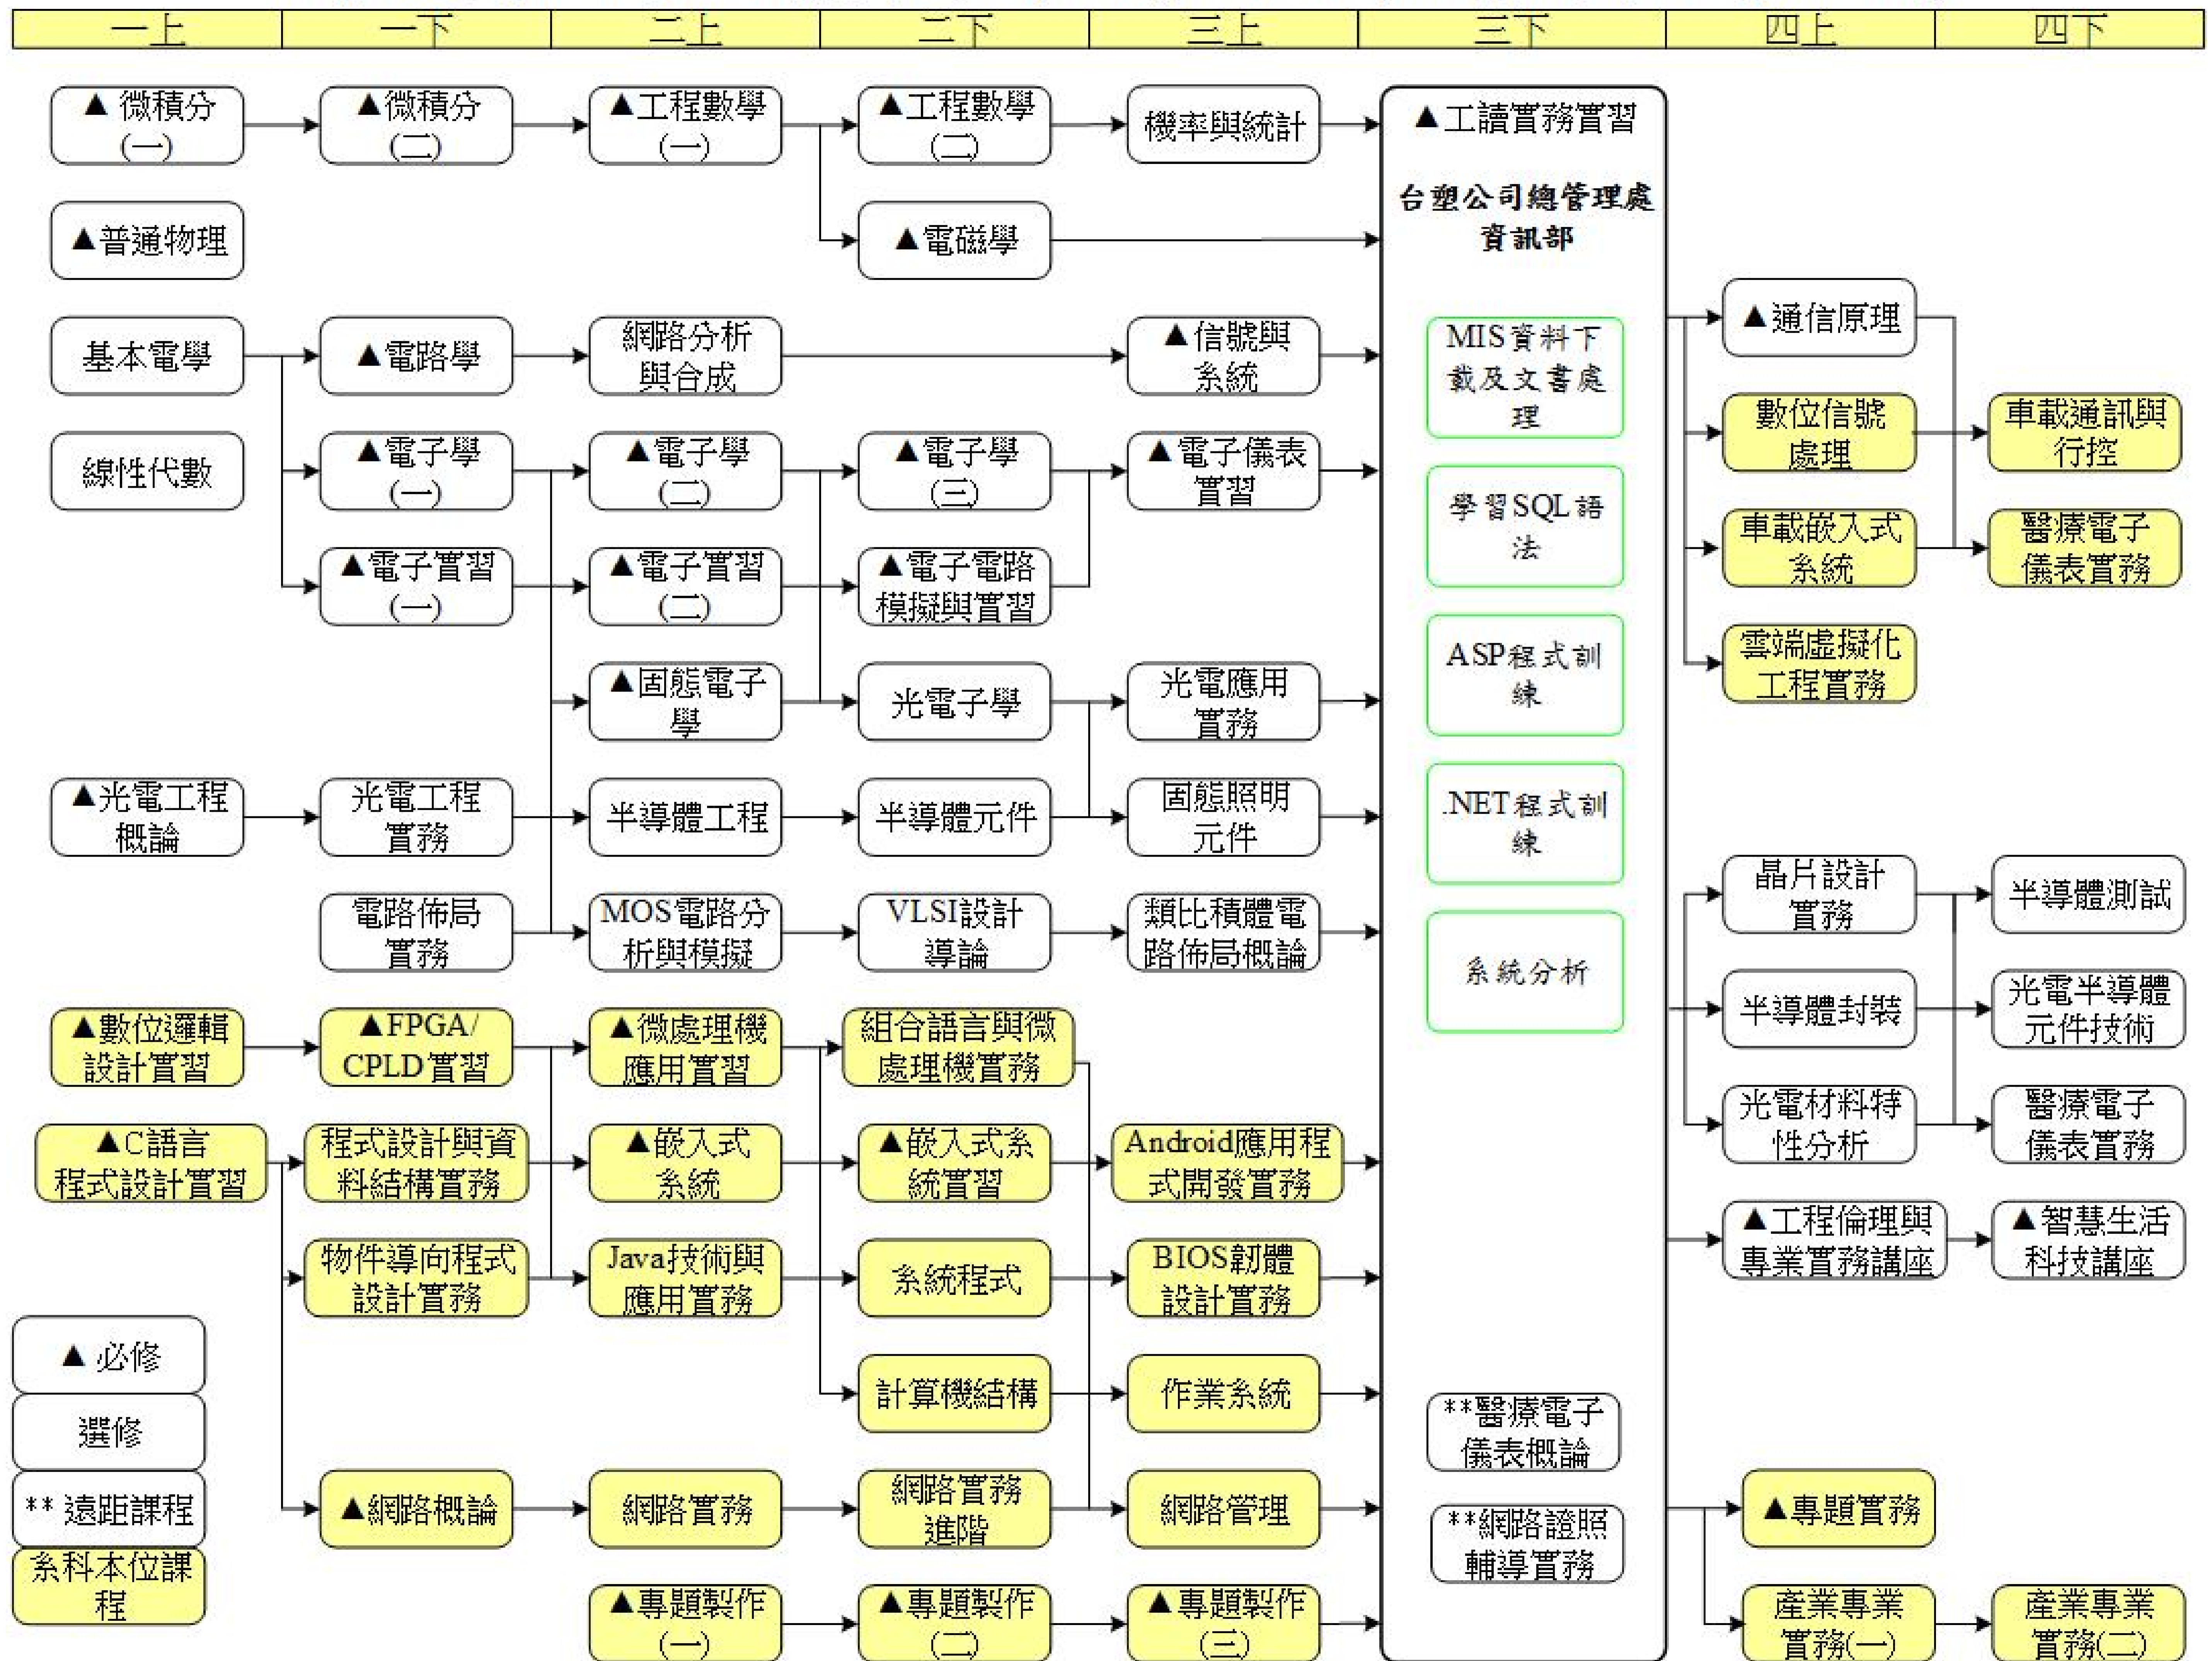 一上
一下
二上
二下
三上
三下
四上
四下
▲ 微積分
(一)
▲微積分
(二)
▲工程數學
(一)
▲工程數學
(二)
機率與統計
▲工讀實務實習
台塑公司總管理處
資訊部
▲普通物理
▲電磁學
基本電學
▲電路學
網路分析
與合成
▲信號與
系統
MIS資料下
載及文書處
理
▲通信原理
線性代數
▲電子學
(一)
▲電子學
(二)
▲電子學
(三)
▲電子儀表
實習
學習SQL語
法
數位信號
處理
車載通訊與
行控
▲電子實習
(一)
▲電子實習
(二)
▲電子電路
模擬與實習
車載嵌入式
系統
醫療電子
儀表實務
▲固態電子
學
光電子學
光電應用
實務
ASP程式訓
練
雲端虛擬化
工程實務
▲光電工程
概論
光電工程
實務
半導體工程
半導體元件
固態照明
元件
.NET程式訓
練
電路佈局
實務
MOS電路分
析與模擬
VLSI設計
導論
類比積體電
路佈局概論
系統分析
晶片設計
實務
半導體測試
▲數位邏輯
設計實習
▲FPGA/
CPLD實習
▲微處理機
應用實習
組合語言與微
處理機實務
半導體封裝
光電半導體
元件技術
▲C語言
程式設計實習
程式設計與資
料結構實務
▲嵌入式
系統
▲嵌入式系
統實習
Android應用程
式開發實務
光電材料特
性分析
醫療電子
儀表實務
物件導向程式
設計實務
Java技術與
應用實務
系統程式
BIOS韌體
設計實務
▲工程倫理與
專業實務講座
▲智慧生活
科技講座
▲ 必修
選修
** 遠距課程
系科本位課
程
計算機結構
作業系統
**醫療電子
儀表概論
▲網路概論
網路實務
網路實務
進階
網路管理
**網路證照
輔導實務
▲專題實務
▲專題製作
(一)
▲專題製作
(二)
▲專題製作
(三)
產業專業
實務(一)
產業專業
實務(二)